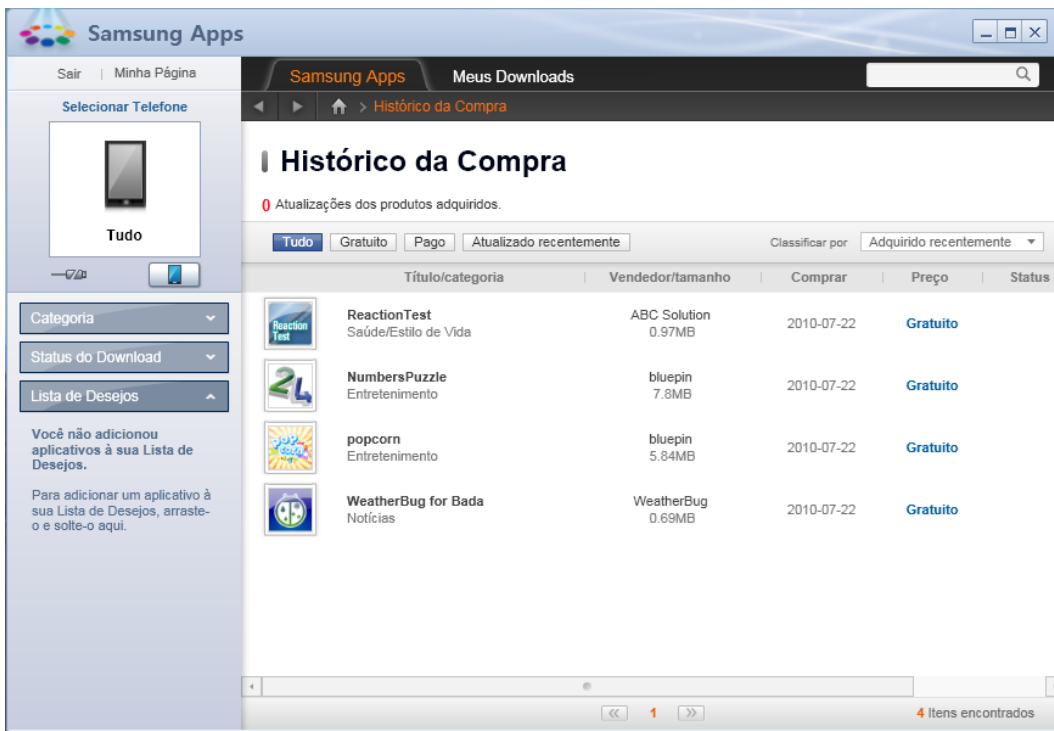 Samsung Apps
Sair | Minha Página
Selecionar Telefone
Tudo
Categoria
Status do Download
Lista de Desejos
Você não adicionou
aplicativos à sua Lista de
Desejos.
Para adicionar um aplicativo à
sua Lista de Desejos, arraste-
o e solte-o aqui.
Samsung Apps Meus Downloads
> Histórico da Compra
Histórico da Compra
0 Atualizações dos produtos adquiridos.
Tudo Gratuito Pago Atualizado recentemente Classificar por Adquirido recentemente
Título/categoria Vendedor/tamanho Comprar Preço Status
Reaction
Test
ReactionTest ABC Solution 2010-07-22 Gratuito
Saúde/Estilo de Vida 0.97MB
24
NumbersPuzzle bluepin 2010-07-22 Gratuito
Entretenimento 7.8MB
POP
CORN
popcorn bluepin 2010-07-22 Gratuito
Entretenimento 5.84MB
WeatherBug for Bada WeatherBug 2010-07-22 Gratuito
Notícias 0.69MB
1
4 Itens encontrados